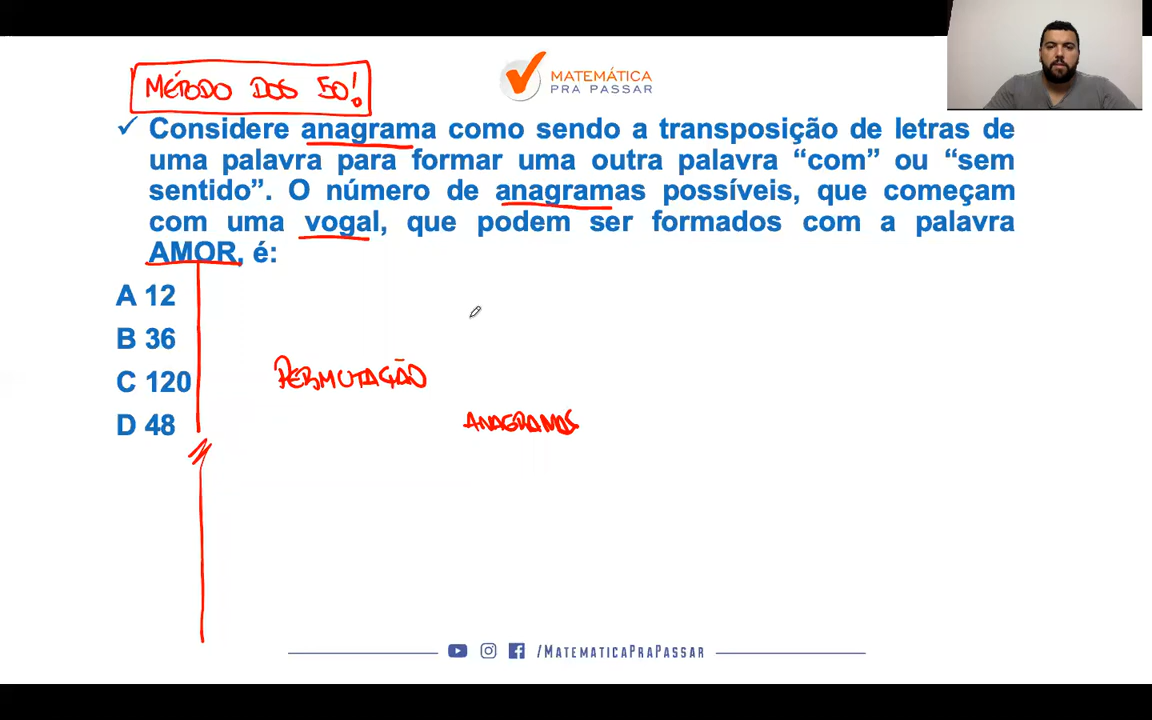 MÉTODO DOS 50!
MATEMÁTICA
PRA PASSAR
✓ Considere anagrama como sendo a transposição de letras de
uma palavra para formar uma outra palavra “com” ou “sem
sentido”. O número de anagramas possíveis, que começam
com uma vogal, que podem ser formados com a palavra
AMOR, é:
A 12
B 36
C 120
D 48
PERMUTAÇÃO
ANAGRAMAS
/MATEMATICAPRAPASSAR